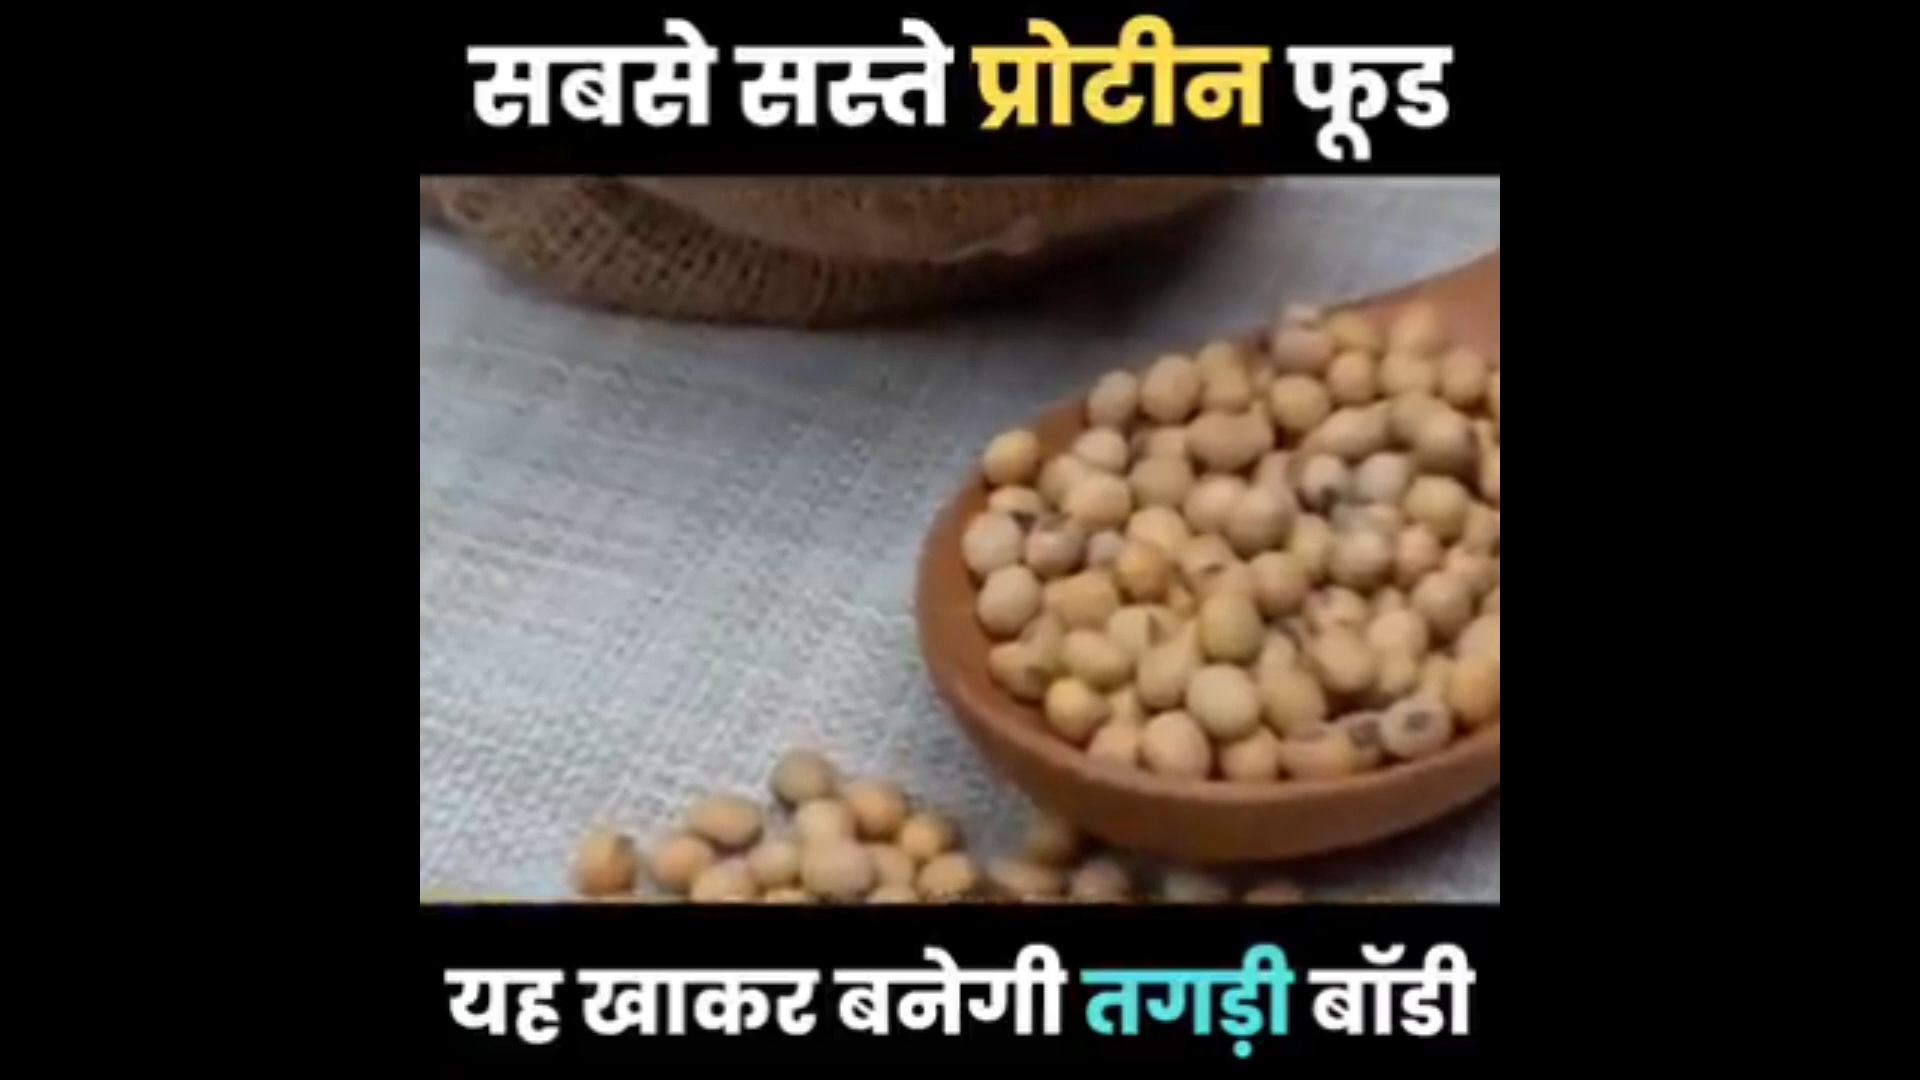 सबसे सस्ते प्रोटीन फूड
यह खाकर बनेगी तगड़ी बॉडी